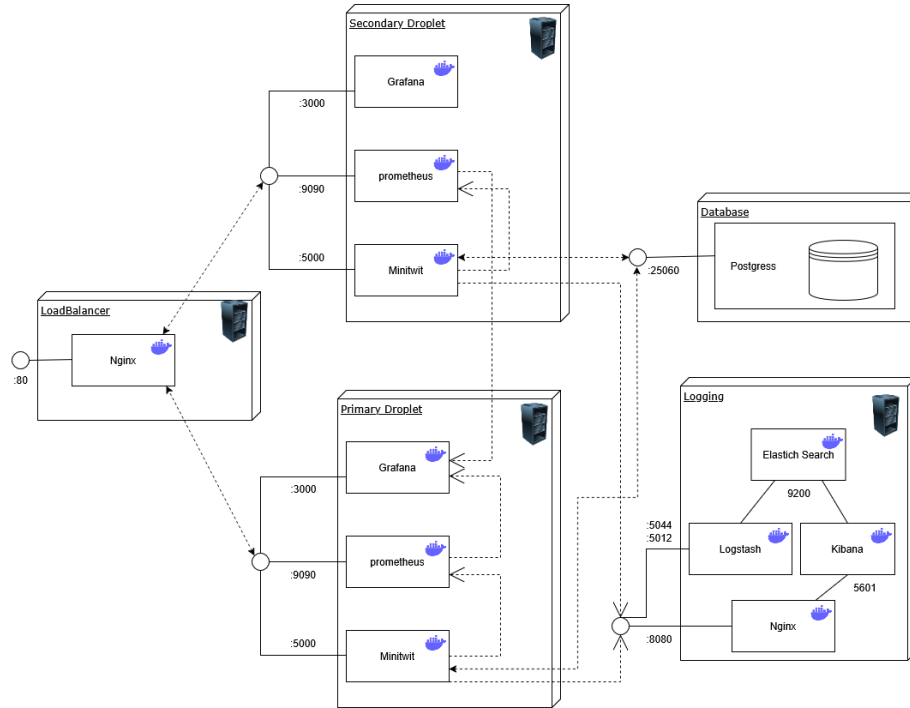 Secondary Droplet
Grafana
:3000
prometheus
:9090
Minitwit
:5000
Database
Postgress
:25060
LoadBalancer
Nginx
:80
Primary Droplet
Grafana
:3000
prometheus
:9090
Minitwit
:5000
Logging
Elastich Search
9200
:5044
:5012
Logstash
Kibana
5601
Nginx
:8080